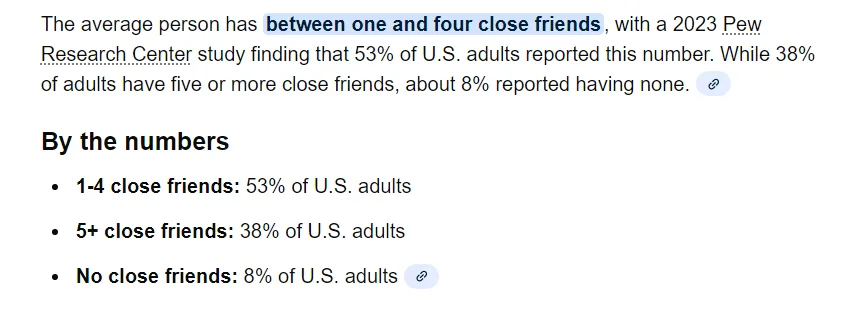 The average person has between one and four close friends, with a 2023 Pew
Research Center study finding that 53% of U.S. adults reported this number. While 38%
of adults have five or more close friends, about 8% reported having none.
By the numbers
• 1-4 close friends: 53% of U.S. adults
• 5+ close friends: 38% of U.S. adults
• No close friends: 8% of U.S. adults